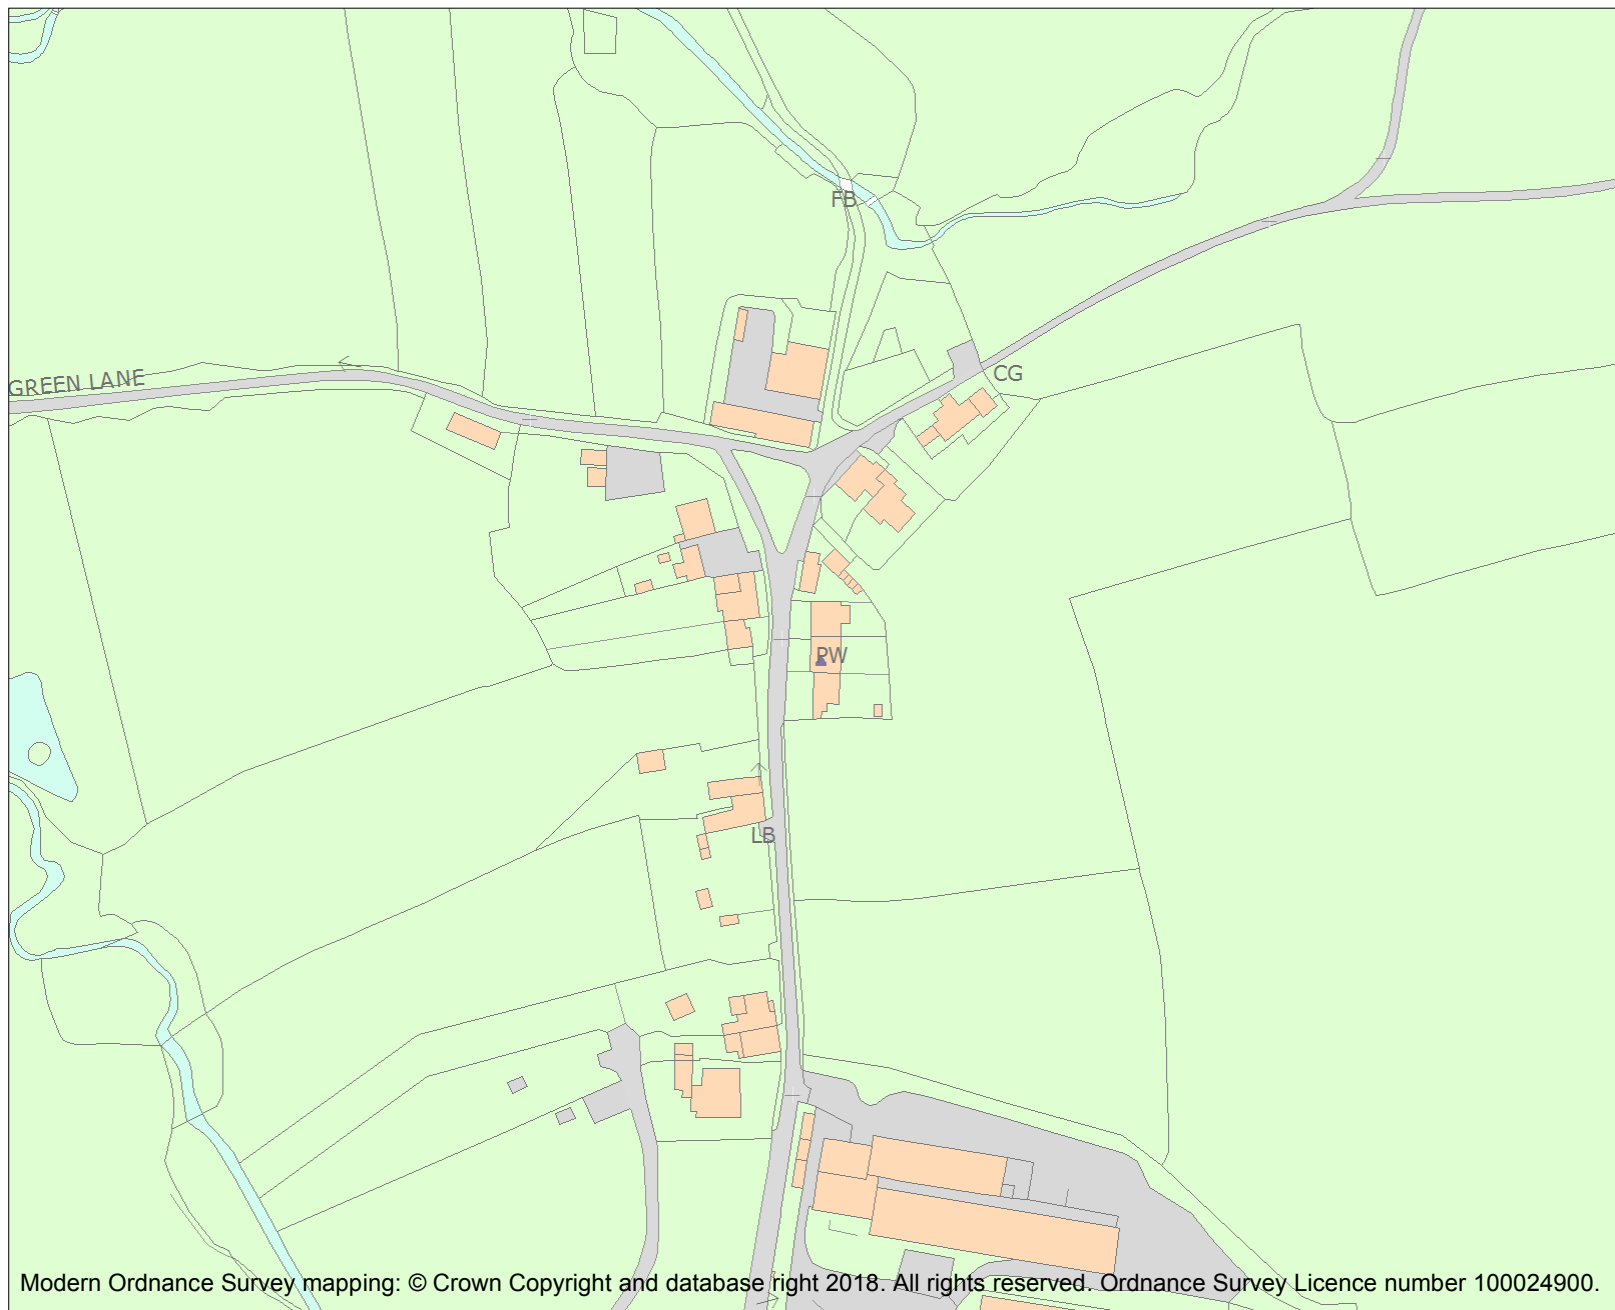 FB
GREEN LANE
CG
PW
LB
Modern Ordnance Survey mapping: © Crown Copyright and database right 2018. All rights reserved. Ordnance Survey Licence number 100024900.